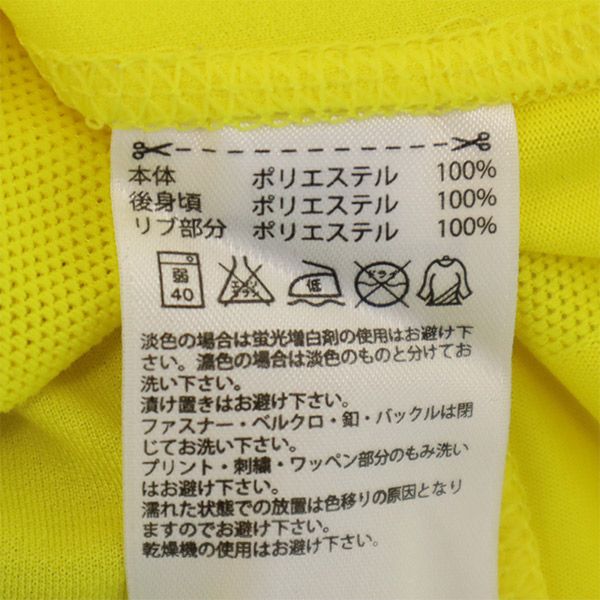 本体 ポリエステル 100%
後身頃 ポリエステル 100%
リブ部分 ポリエステル 100%
弱 40 エンソサラシ 低 ドライ
淡色の場合は蛍光増白剤の使用はお避け下
さい。濃色の場合は淡色のものと分けてお
洗い下さい。
漬け置きはお避け下さい。
ファスナー・ベルクロ・釦・バックルは閉
じてお洗い下さい。
プリント・刺繍・ワッペン部分のもみ洗い
はお避け下さい。
濡れた状態での放置は色移りの原因となり
ますのでお避け下さい。
乾燥機の使用はお避け下さい。